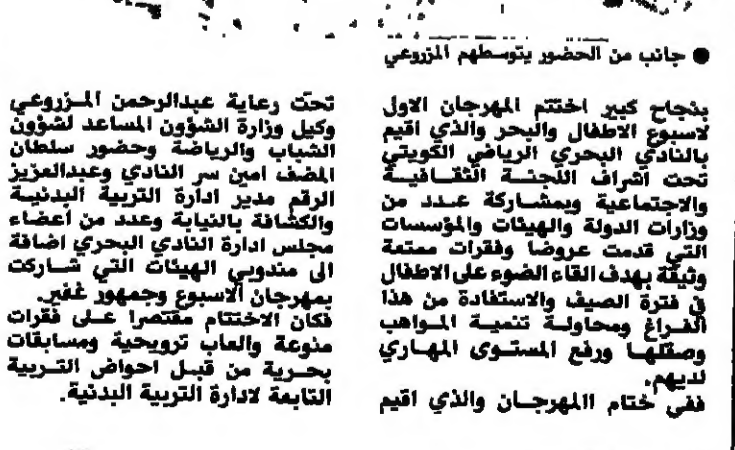 ● جانب من الحضور يتوسطهم المزروعي
بنجاح كبير اختتم المهرجان الاول
لاسبوع الاطفال والبحر والذي اقيم
بالنادي البحري الرياضي الكويتي
تحت اشراف اللجنة الثقافية
والاجتماعية وبمشاركة عدد من
وزارات الدولة والهيئات والمؤسسات
التي قدمت عروضا وفقرات ممتعة
وثيقة بهدف القاء الضوء على الاطفال
في فترة الصيف والاستفادة من هذا
الفراغ ومحاولة تنمية المواهب
وصقلها ورفع المستوى المهاري
لديهم.
ففي ختام االمهرجان والذي اقيم
تحت رعاية عبدالرحمن المزروعي
وكيل وزارة الشؤون المساعد لشؤون
الشباب والرياضة وحضور سلطان
المضف امين سر النادي وعبدالعزيز
الرقم مدير ادارة التربية البدنية
والكشافة بالنيابة وعدد من اعضاء
مجلس ادارة النادي البحري اضافة
الى مندوبي الهيئات التي شاركت
بمهرجان الاسبوع وجمهور غفير.
فكان الاختتام مقتصرا على فقرات
منوعة والعاب ترويحية ومسابقات
بحرية من قبل احواض التربية
التابعة لادارة التربية البدنية.